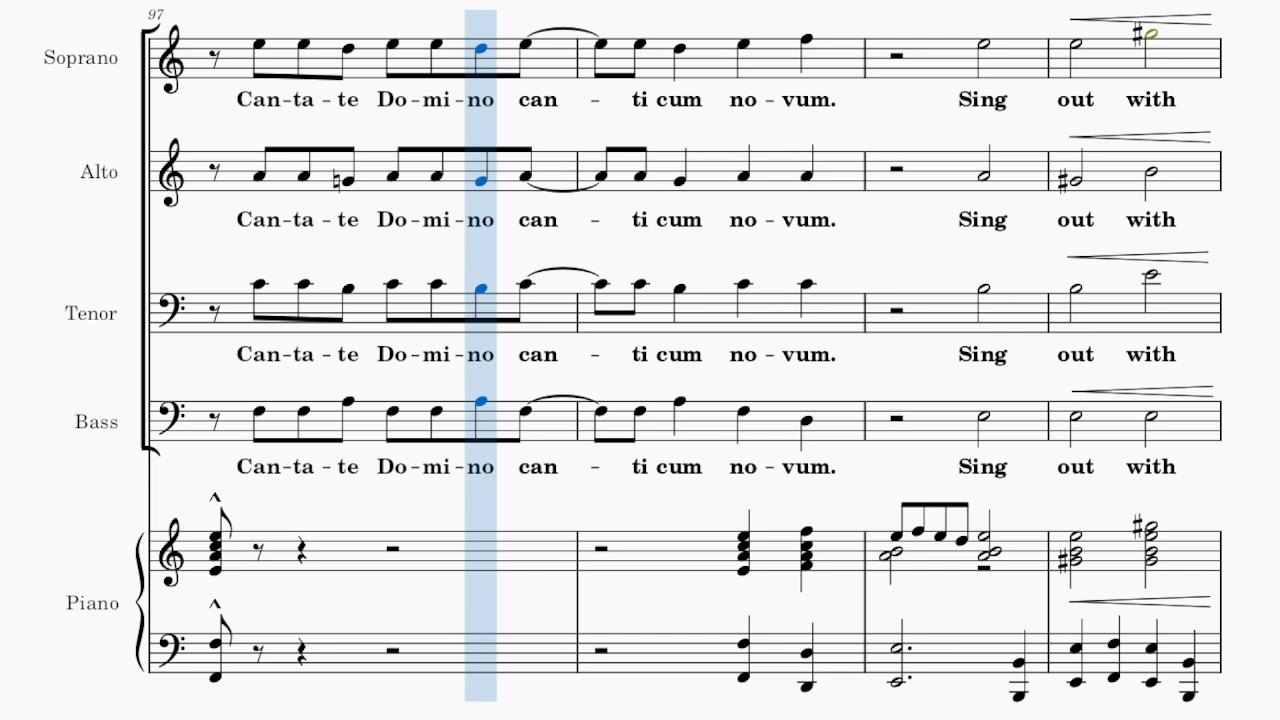 97
Soprano
Can-ta-te Do-mi-no can - ti cum no-vum. Sing out with
Alto
Can-ta-te Do-mi-no can - ti cum no-vum. Sing out with
Tenor
Can-ta-te Do-mi-no can - ti cum no-vum. Sing out with
Bass
Can-ta-te Do-mi-no can - ti cum no-vum. Sing out with
Piano